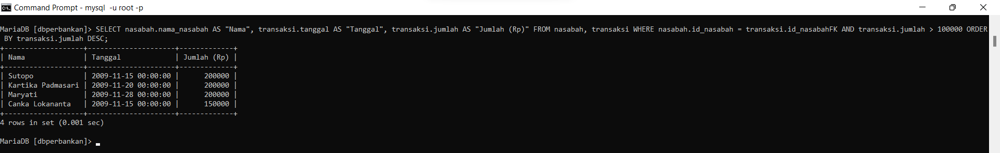 Command Prompt - mysql -u root -p
MariaDB [dbperbankan]> SELECT nasabah.nama_nasabah AS "Nama", transaksi.tanggal AS "Tanggal", transaksi.jumlah AS "Jumlah (Rp)" FROM nasabah, transaksi WHERE nasabah.id_nasabah = transaksi.id_nasabahFK AND transaksi.jumlah > 100000 ORDER
BY transaksi.jumlah DESC;
+-------------------+---------------------+-------------+
| Nama              | Tanggal             | Jumlah (Rp) |
+-------------------+---------------------+-------------+
| Sutopo            | 2009-11-15 00:00:00 |      200000 |
| Kartika Padmasari | 2009-11-20 00:00:00 |      200000 |
| Maryati           | 2009-11-28 00:00:00 |      200000 |
| Canka Lokananta   | 2009-11-15 00:00:00 |      150000 |
+-------------------+---------------------+-------------+
4 rows in set (0.001 sec)
MariaDB [dbperbankan]>